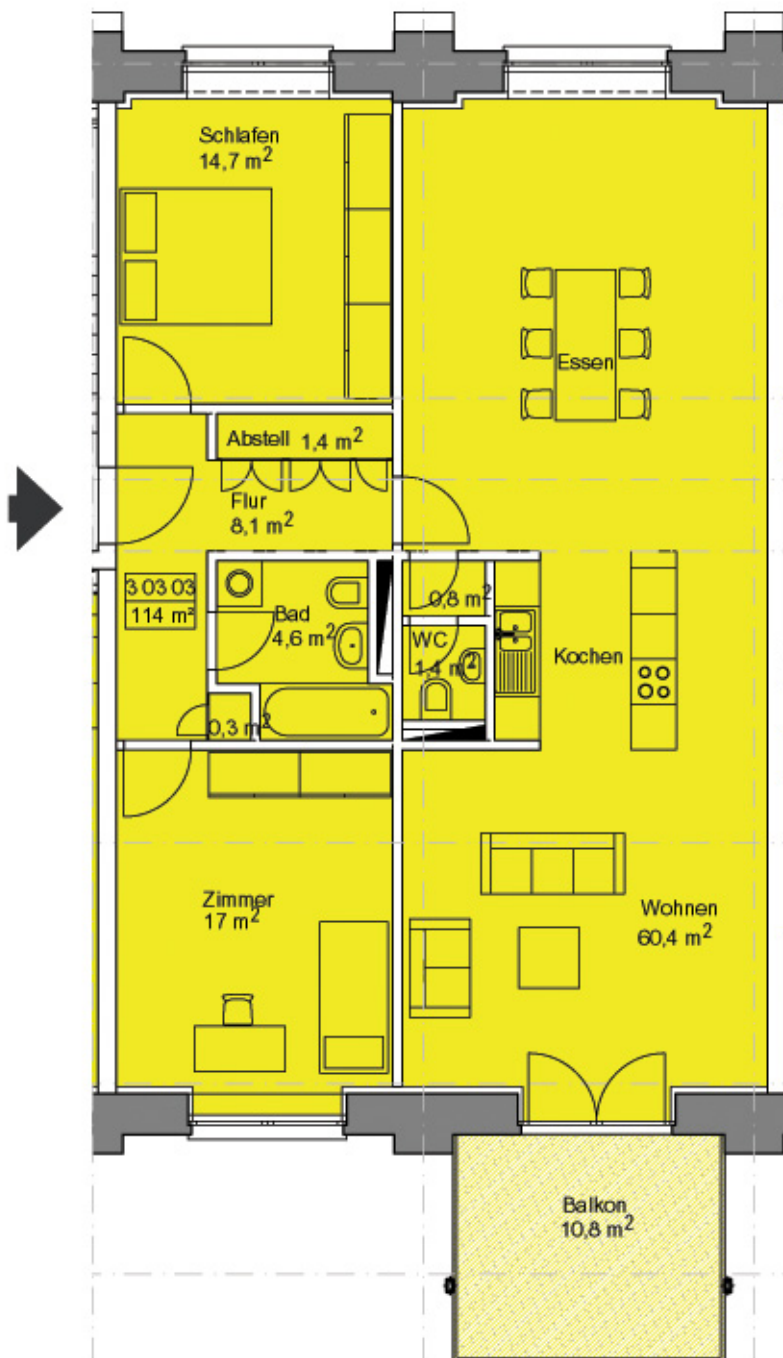 Schlafen
14,7 m²
Essen
Abstell 1,4 m²
Flur
8,1 m²
3 03 03
114 m²
Bad
4,6 m²
0,8 m²
WC
1,4 m²
Kochen
0,3 m²
Zimmer
17 m²
Wohnen
60,4 m²
Balkon
10,8 m²